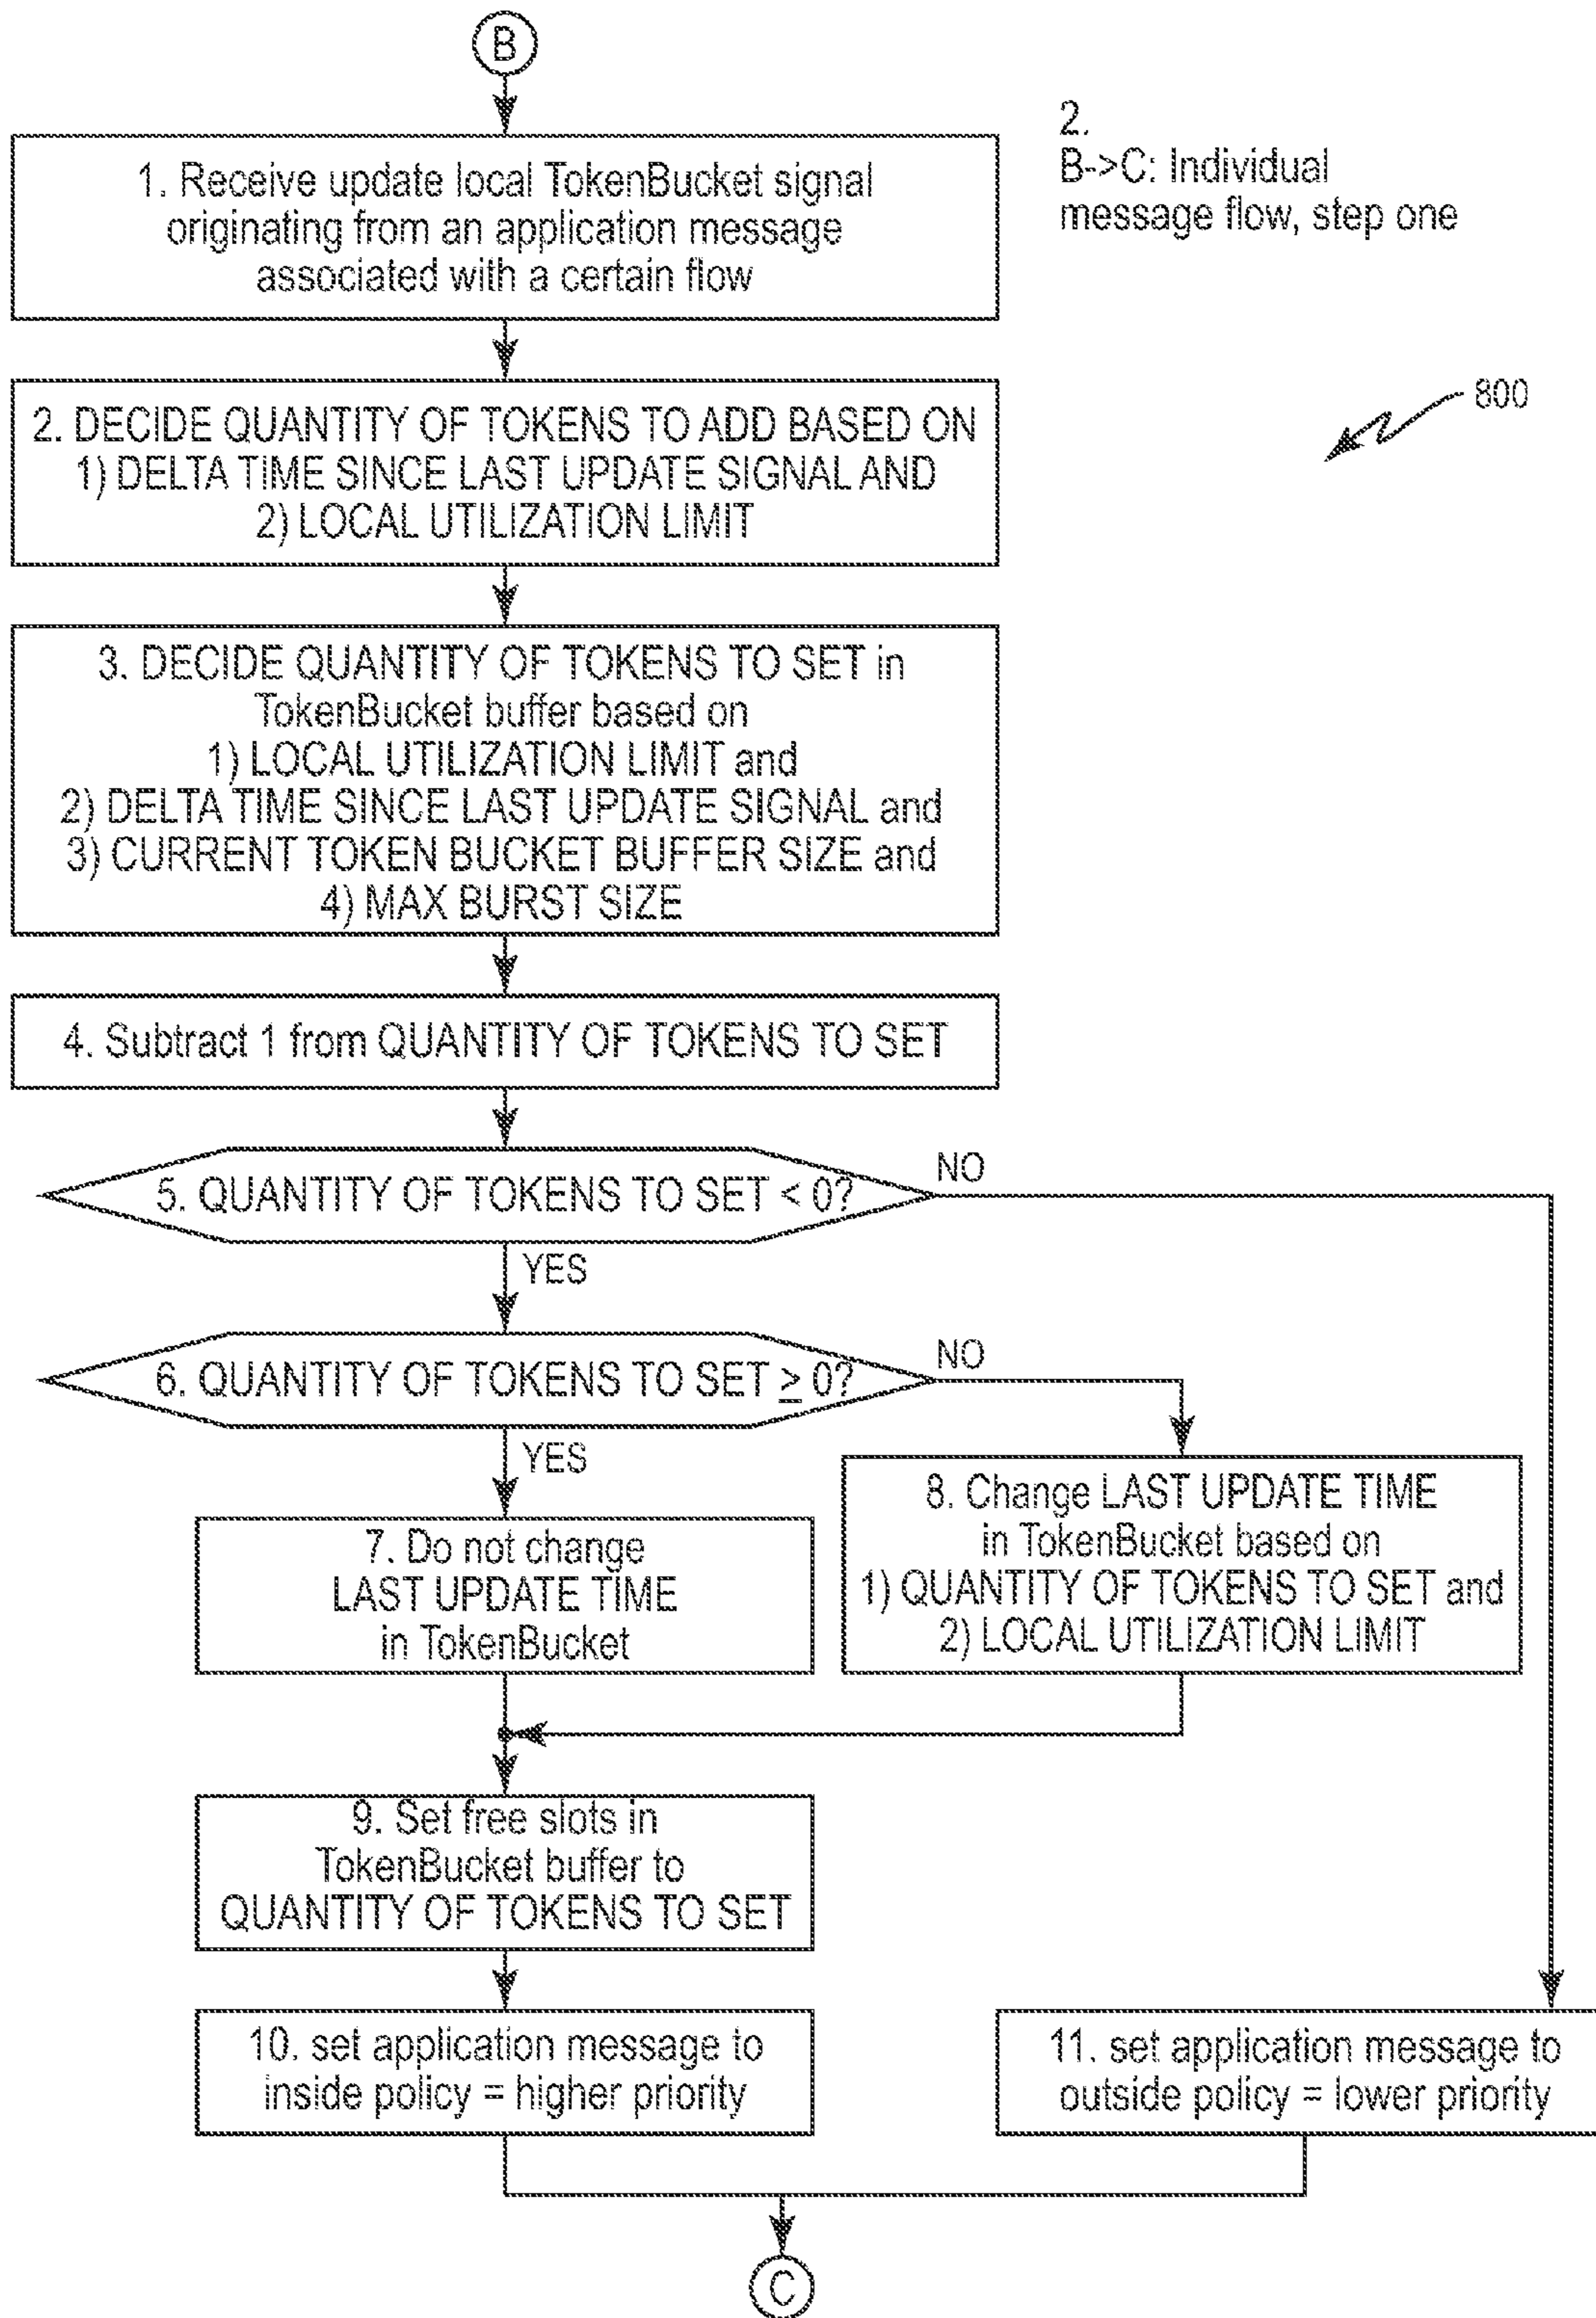 B
1. Receive update local TokenBucket signal
originating from an application message
associated with a certain flow
2.
B->C: Individual
message flow, step one
800
2. DECIDE QUANTITY OF TOKENS TO ADD BASED ON
1) DELTA TIME SINCE LAST UPDATE SIGNAL AND
2) LOCAL UTILIZATION LIMIT
3. DECIDE QUANTITY OF TOKENS TO SET in
TokenBucket buffer based on
1) LOCAL UTILIZATION LIMIT and
2) DELTA TIME SINCE LAST UPDATE SIGNAL and
3) CURRENT TOKEN BUCKET BUFFER SIZE and
4) MAX BURST SIZE
4. Subtract 1 from QUANTITY OF TOKENS TO SET
5. QUANTITY OF TOKENS TO SET < 0?
NO
YES
6. QUANTITY OF TOKENS TO SET ≥ 0?
NO
YES
7. Do not change
LAST UPDATE TIME
in TokenBucket
8. Change LAST UPDATE TIME
in TokenBucket based on
1) QUANTITY OF TOKENS TO SET and
2) LOCAL UTILIZATION LIMIT
9. Set free slots in
TokenBucket buffer to
QUANTITY OF TOKENS TO SET
10. set application message to
inside policy = higher priority
11. set application message to
outside policy = lower priority
C